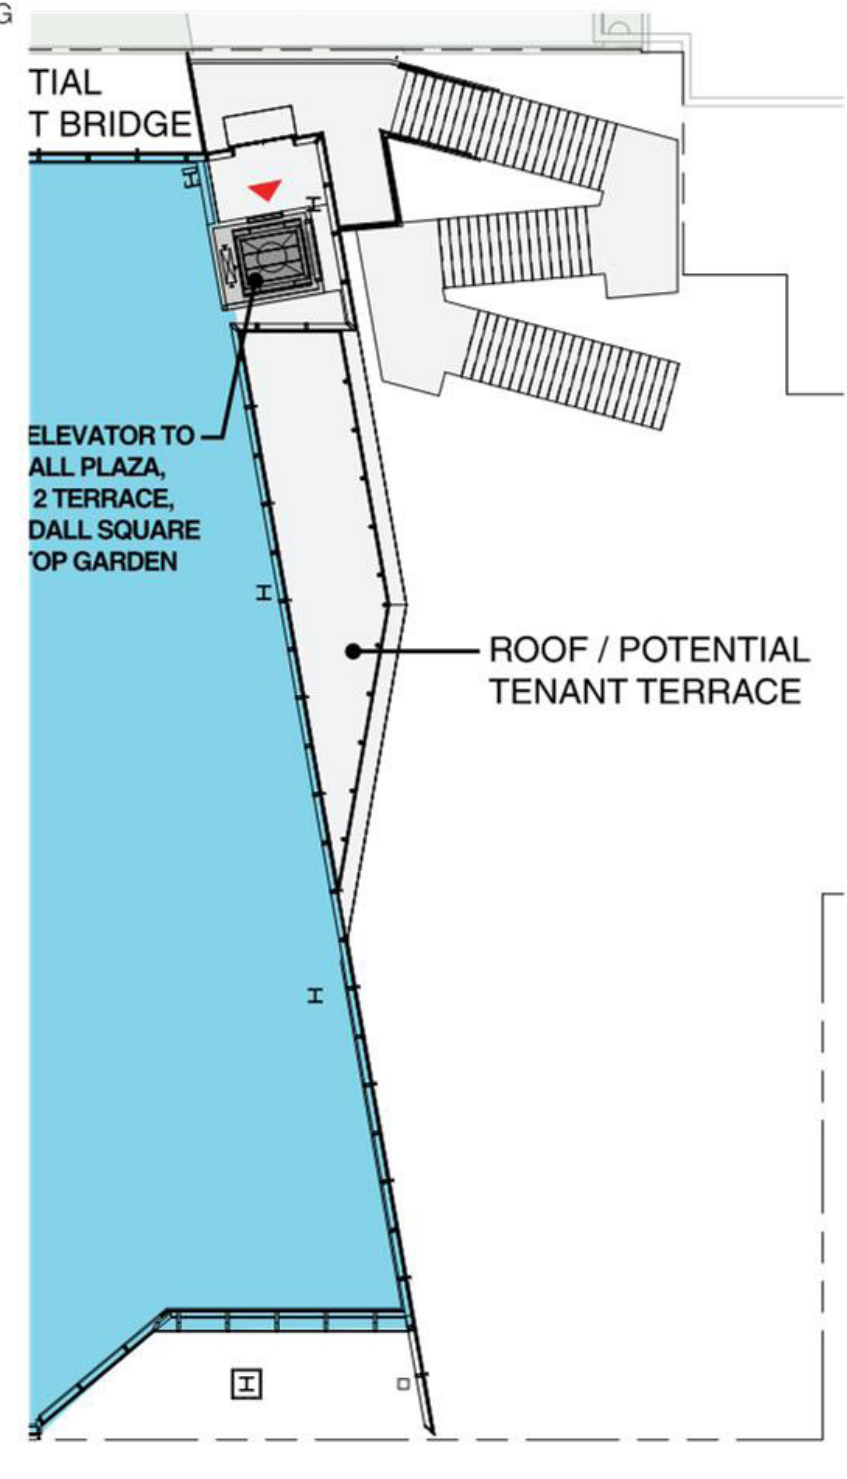 G
TIAL
T BRIDGE
ELEVATOR TO
ALL PLAZA,
2 TERRACE,
DALL SQUARE
OP GARDEN
ROOF / POTENTIAL
TENANT TERRACE